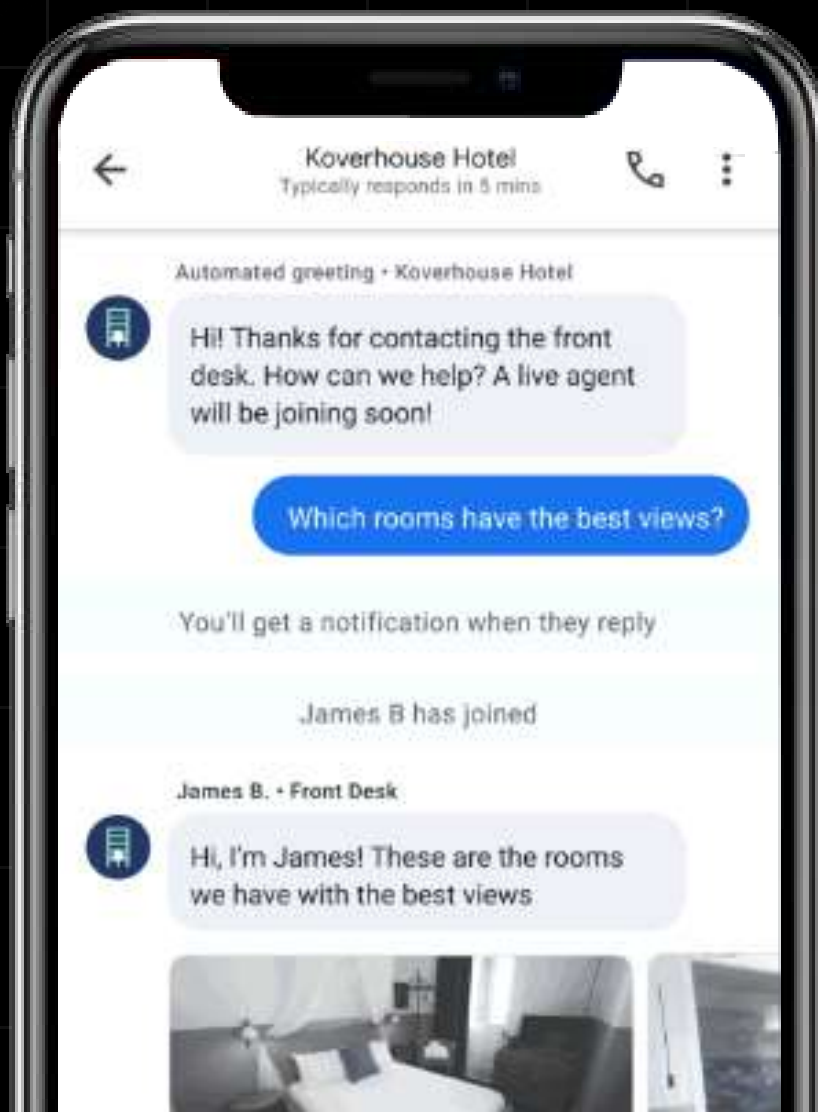 Koverhouse Hotel
Typically responds in 5 mins
Automated greeting • Koverhouse Hotel
Hi! Thanks for contacting the front
desk. How can we help? A live agent
will be joining soon!
Which rooms have the best views?
You'll get a notification when they reply
James B has joined
James B. • Front Desk
Hi, I'm James! These are the rooms
we have with the best views